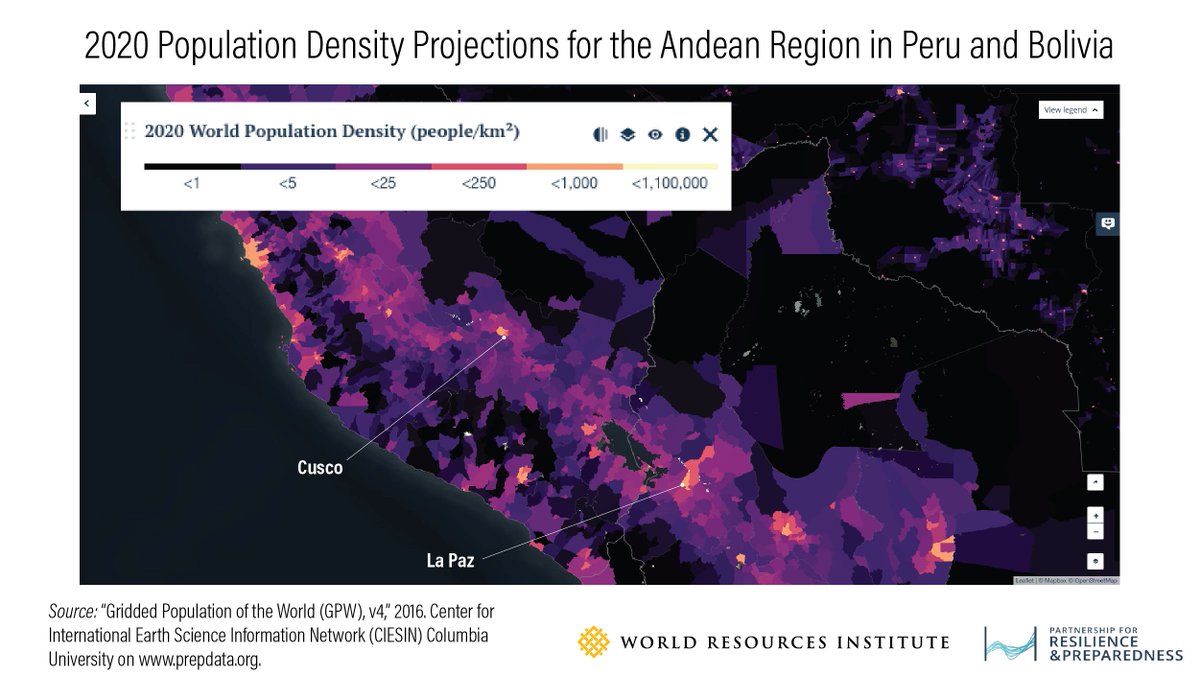 2020 Population Density Projections for the Andean Region in Peru and Bolivia
2020 World Population Density (people/km²)
<1 <5 <25 <250 <1,000 <1,100,000
View legend
Cusco
La Paz
Leaflet | © Mapbox © OpenStreetMap
Source: "Gridded Population of the World (GPW), v4," 2016. Center for
International Earth Science Information Network (CIESIN) Columbia
University on www.prepdata.org.
WORLD RESOURCES INSTITUTE
PARTNERSHIP FOR
RESILIENCE
&PREPAREDNESS